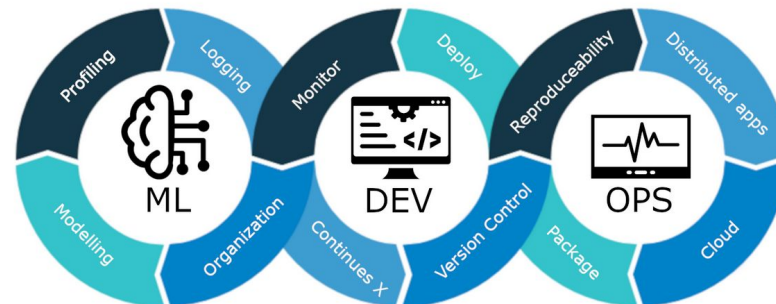 Profiling
Logging
Modelling
Organization
ML
Monitor
Deploy
Continues X
Version Control
</>
DEV
Reproduceability
Distributed apps
Package
Cloud
OPS